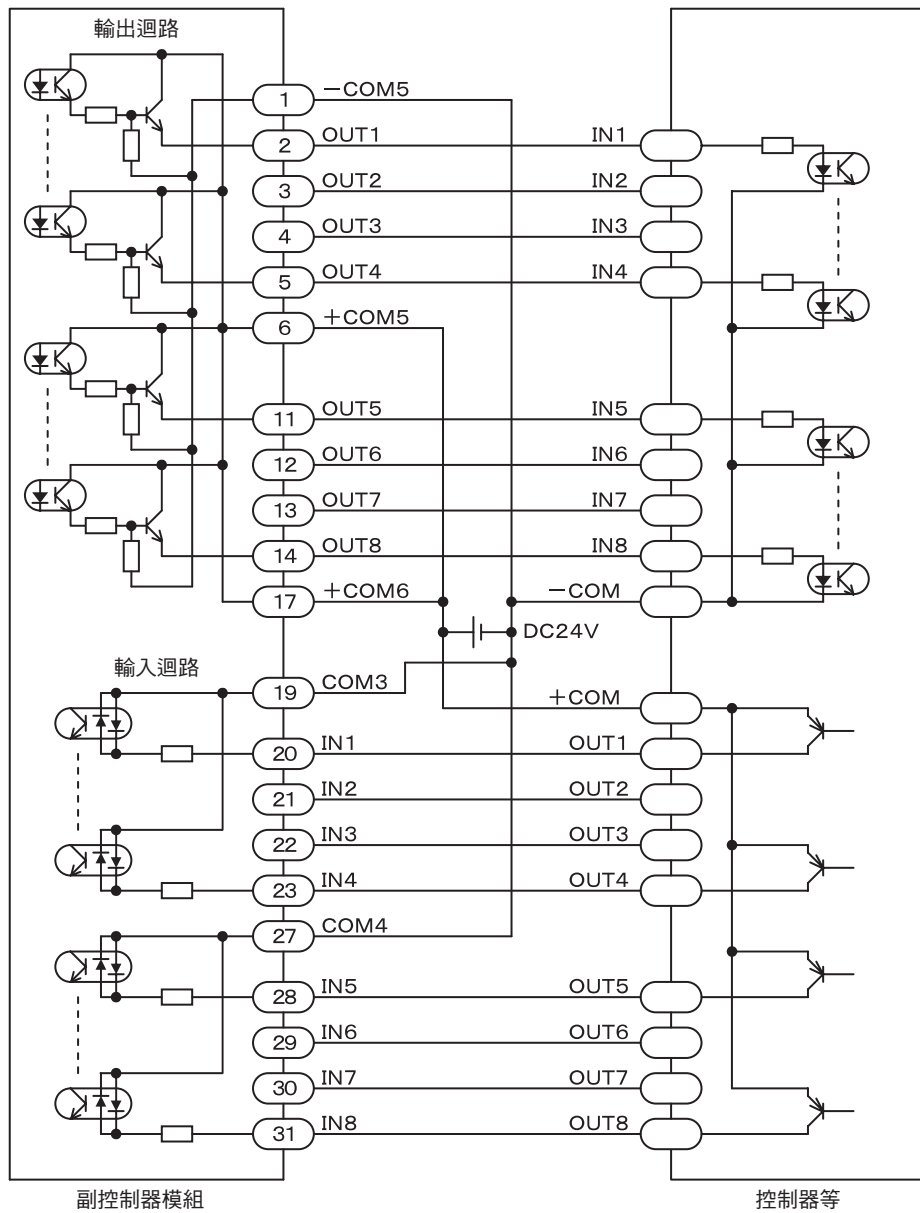 輸出迴路
1 −COM5
2 OUT1 IN1
3 OUT2 IN2
4 OUT3 IN3
5 OUT4 IN4
6 +COM5
11 OUT5 IN5
12 OUT6 IN6
13 OUT7 IN7
14 OUT8 IN8
17 +COM6 −COM
DC24V
輸入迴路
19 COM3 +COM
20 IN1 OUT1
21 IN2 OUT2
22 IN3 OUT3
23 IN4 OUT4
27 COM4
28 IN5 OUT5
29 IN6 OUT6
30 IN7 OUT7
31 IN8 OUT8
副控制器模組 控制器等